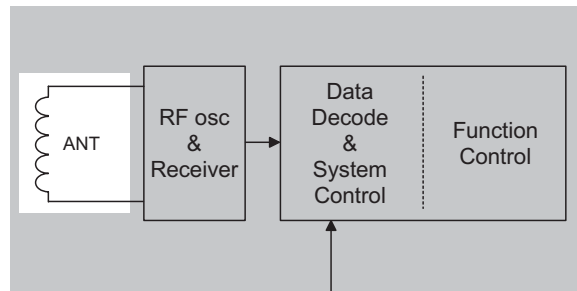 ANT
RF osc
&
Receiver
Data
Decode
&
System
Control
Function
Control